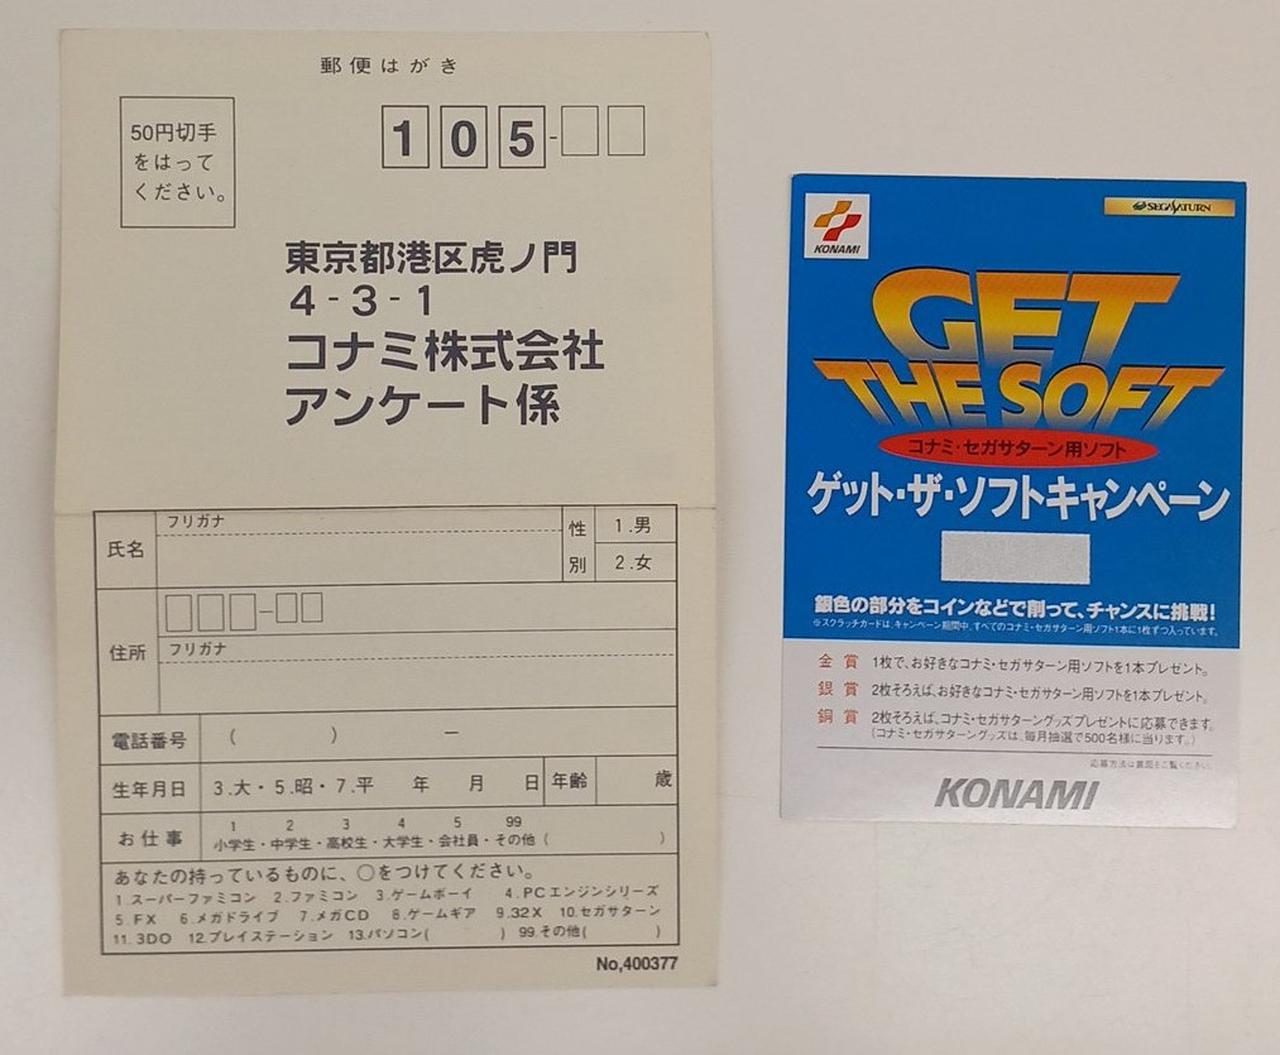 郵便はがき
50円切手
をはって
ください。
105-
東京都港区虎ノ門
4-3-1
コナミ株式会社
アンケート係
氏名
フリガナ
性別
1.男
2.女
住所
フリガナ
電話番号 ( ) ー
生年月日 3.大・5.昭・7.平 年 月 日 年齢 歳
お仕事
1 2 3 4 5 99
小学生・中学生・高校生・大学生・会社員・その他( )
あなたの持っているものに、○をつけてください。
1.スーパーファミコン 2.ファミコン 3.ゲームボーイ 4.PCエンジンシリーズ
5.FX 6.メガドライブ 7.メガCD 8.ゲームギア 9.32X 10.セガサターン
11.3DO 12.プレイステーション 13.パソコン( ) 99.その他( )
No,400377
KONAMI
SEGA SATURN
GET
THE SOFT
コナミ・セガサターン用ソフト
ゲット・ザ・ソフトキャンペーン
銀色の部分をコインなどで削って、チャンスに挑戦!
※スクラッチカードは、キャンペーン期間中、すべてのコナミ・セガサターン用ソフト1本に1枚ずつ入っています。
金賞 1枚で、お好きなコナミ・セガサターン用ソフトを1本プレゼント。
銀賞 2枚そろえば、お好きなコナミ・セガサターン用ソフトを1本プレゼント。
銅賞 2枚そろえば、コナミ・セガサターングッズプレゼントに応募できます。
(コナミ・セガサターングッズは、毎月抽選で500名様に当ります。)
応募方法は裏面をご覧ください。
KONAMI